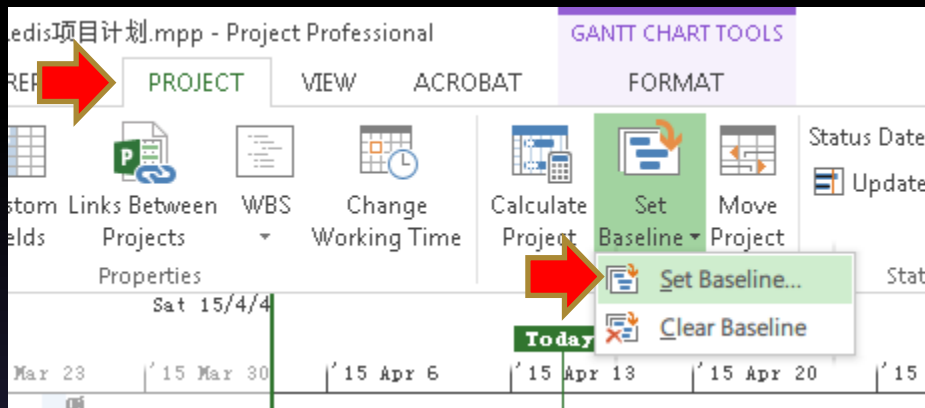 edis项目计划.mpp - Project Professional
GANTT CHART TOOLS
PROJECT VIEW ACROBAT FORMAT
Links Between Projects
WBS
Change Working Time
Calculate Project
Set Baseline
Move Project
Status Date
Update
Properties
Set Baseline...
Clear Baseline
Sat 15/4/4
Today
Mar 23 '15 Mar 30 '15 Apr 6 '15 Apr 13 '15 Apr 20 '15